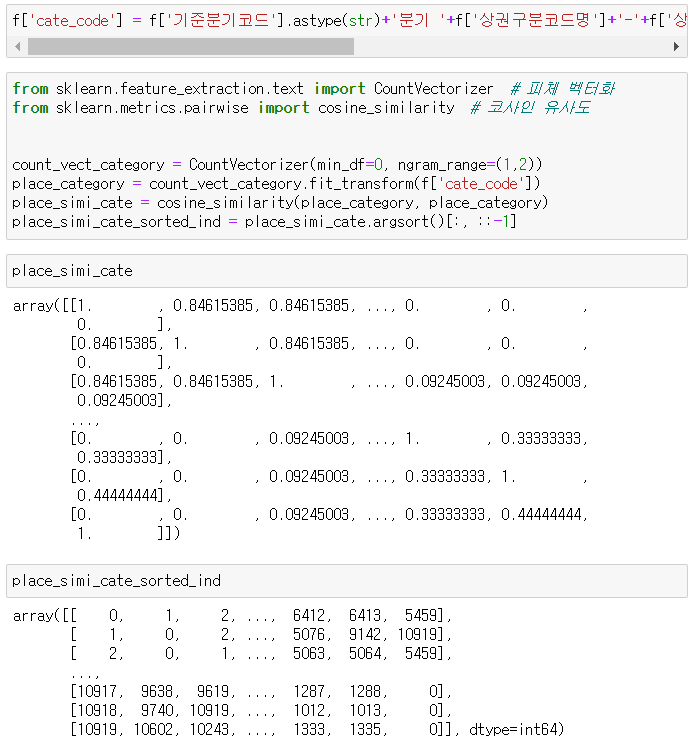 f['cate_code'] = f['기준분기코드'].astype(str)+'분기 '+f['상권구분코드명']+'-'+f['상
from sklearn.feature_extraction.text import CountVectorizer  # 피체 벡터화
from sklearn.metrics.pairwise import cosine_similarity  # 코사인 유사도
count_vect_category = CountVectorizer(min_df=0, ngram_range=(1,2))
place_category = count_vect_category.fit_transform(f['cate_code'])
place_simi_cate = cosine_similarity(place_category, place_category)
place_simi_cate_sorted_ind = place_simi_cate.argsort()[:, ::-1]
place_simi_cate
array([[1.        , 0.84615385, 0.84615385, ..., 0.        , 0.        ,
        0.        ],
       [0.84615385, 1.        , 0.84615385, ..., 0.        , 0.        ,
        0.        ],
       [0.84615385, 0.84615385, 1.        , ..., 0.09245003, 0.09245003,
        0.09245003],
       ...,
       [0.        , 0.        , 0.09245003, ..., 1.        , 0.33333333,
        0.33333333],
       [0.        , 0.        , 0.09245003, ..., 0.33333333, 1.        ,
        0.44444444],
       [0.        , 0.        , 0.09245003, ..., 0.33333333, 0.44444444,
        1.        ]])
place_simi_cate_sorted_ind
array([[    0,     1,     2, ...,  6412,  6413,  5459],
       [    1,     0,     2, ...,  5076,  9142, 10919],
       [    2,     0,     1, ...,  5063,  5064,  5459],
       ...,
       [10917,  9638,  9619, ...,  1287,  1288,     0],
       [10918,  9740, 10919, ...,  1012,  1013,     0],
       [10919, 10602, 10243, ...,  1333,  1335,     0]], dtype=int64)